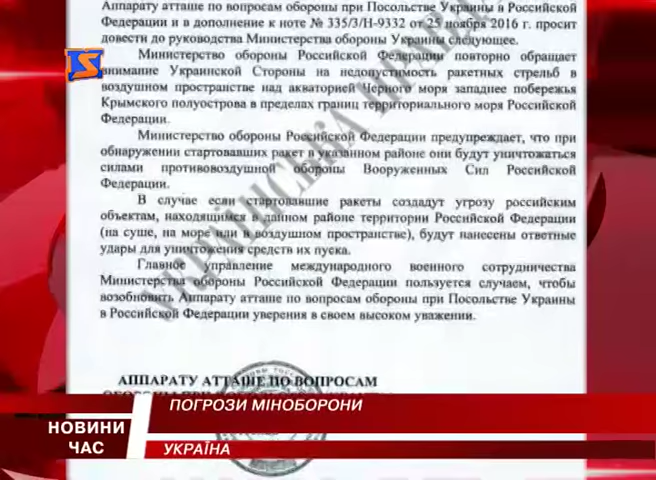 Аппарату атташе по вопросам обороны при Посольстве Украины в Российской
Федерации и в дополнение к ноте № 335/3/Н-9332 от 25 ноября 2016 г. просит
довести до руководства Министерства обороны Украины следующее.
Министерство обороны Российской Федерации повторно обращает
внимание Украинской Стороны на недопустимость ракетных стрельб в
воздушном пространстве над акваторией Черного моря западнее побережья
Крымского полуострова в пределах границ территориального моря Российской
Федерации.
Министерство обороны Российской Федерации предупреждает, что при
обнаружении стартовавших ракет в указанном районе они будут уничтожаться
силами противовоздушной обороны Вооруженных Сил Российской
Федерации.
В случае если стартовавшие ракеты создадут угрозу российским
объектам, находящимся в данном районе территории Российской Федерации
(на суше, на море или в воздушном пространстве), будут нанесены ответные
удары для уничтожения средств их пуска.
Главное управление международного военного сотрудничества
Министерства обороны Российской Федерации пользуется случаем, чтобы
возобновить Аппарату атташе по вопросам обороны при Посольстве Украины
в Российской Федерации уверения в своем высоком уважении.
АППАРАТУ АТТАШЕ ПО ВОПРОСАМ
ПОГРОЗИ МІНОБОРОНИ
НОВИНИ
ЧАС
УКРАЇНА